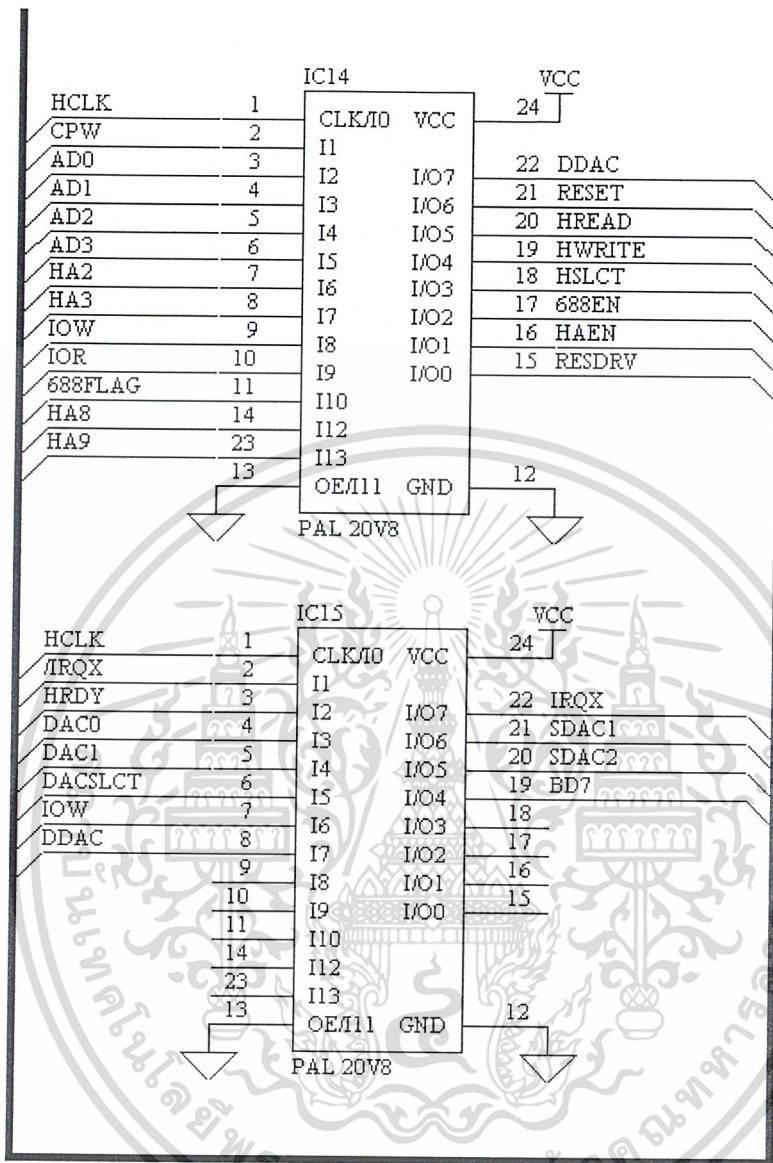 IC14
VCC
HCLK 1 CLK/I0 VCC 24
CPW 2 I1
AD0 3 I2 I/O7 22 DDAC
AD1 4 I3 I/O6 21 RESET
AD2 5 I4 I/O5 20 HREAD
AD3 6 I5 I/O4 19 HWRITE
HA2 7 I6 I/O3 18 HSLCT
HA3 8 I7 I/O2 17 688EN
IOW 9 I8 I/O1 16 HAEN
IOR 10 I9 I/O0 15 RESDRV
688FLAG 11 I10
HA8 14 I12
HA9 23 I13
13 OE/I11 GND 12
PAL 20V8
IC15
VCC
HCLK 1 CLK/I0 VCC 24
/IRQX 2 I1
HRDY 3 I2 I/O7 22 IRQX
DAC0 4 I3 I/O6 21 SDAC1
DAC1 5 I4 I/O5 20 SDAC2
DACSLCT 6 I5 I/O4 19 BD7
IOW 7 I6 I/O3 18
DDAC 8 I7 I/O2 17
9 I8 I/O1 16
10 I9 I/O0 15
11 I10
14 I12
23 I13
13 OE/I11 GND 12
PAL 20V8